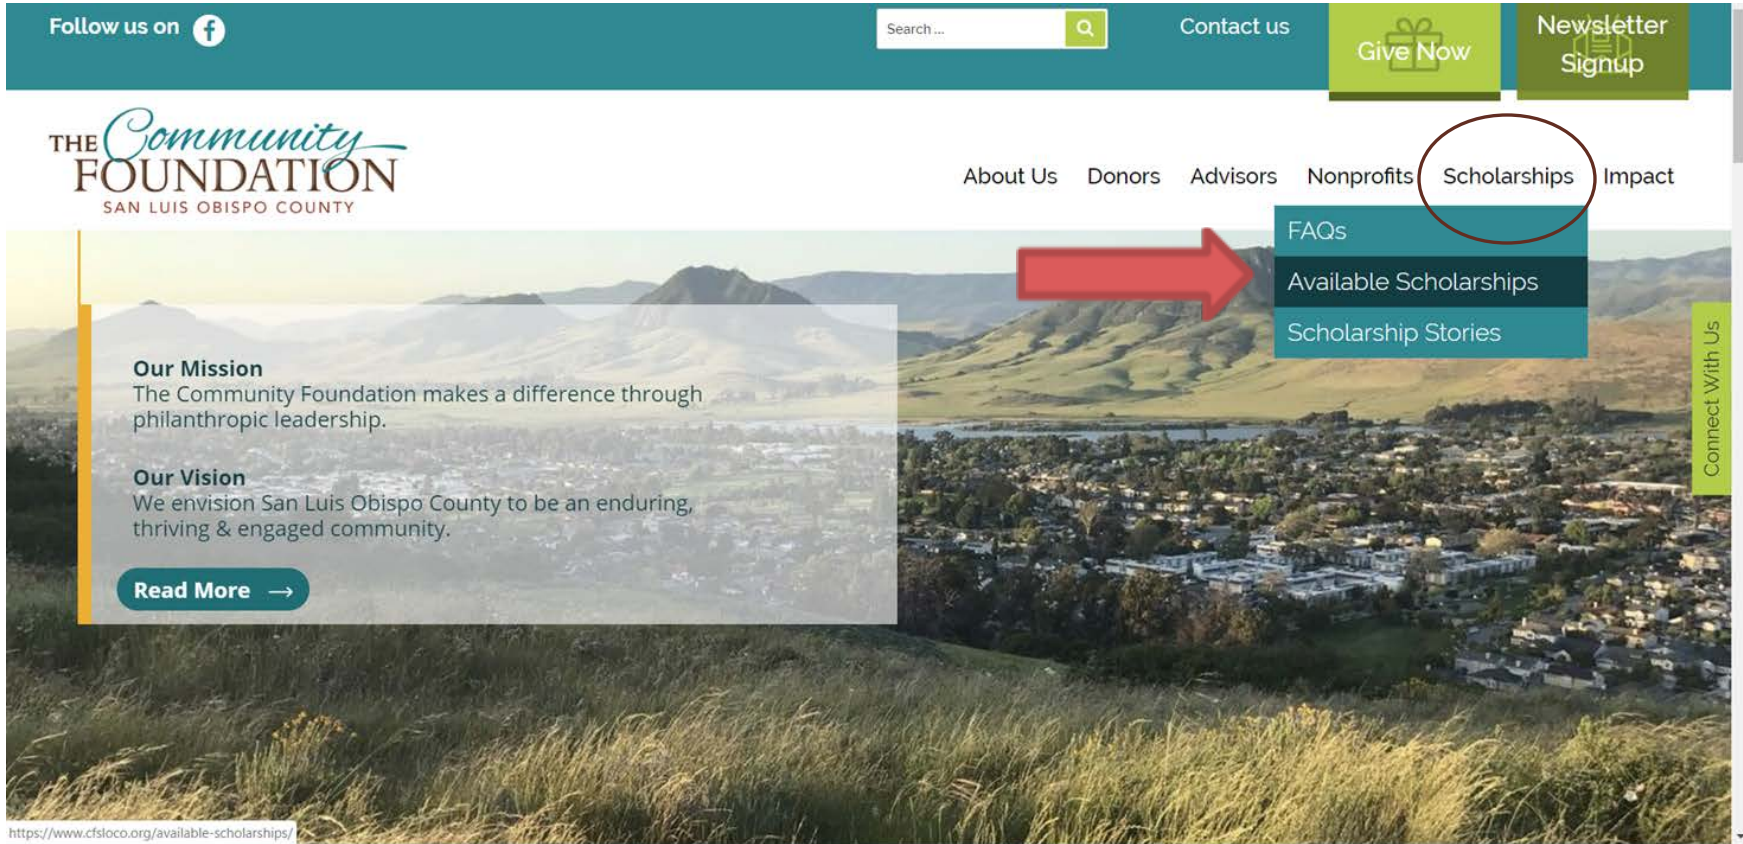 Follow us on
Search ...
Contact us
Give Now
Newsletter
Signup
THE Community
FOUNDATION
SAN LUIS OBISPO COUNTY
About Us Donors Advisors Nonprofits Scholarships Impact
FAQs
Available Scholarships
Scholarship Stories
Our Mission
The Community Foundation makes a difference through
philanthropic leadership.
Our Vision
We envision San Luis Obispo County to be an enduring,
thriving & engaged community.
Read More →
Connect With Us
https://www.cfsloco.org/available-scholarships/